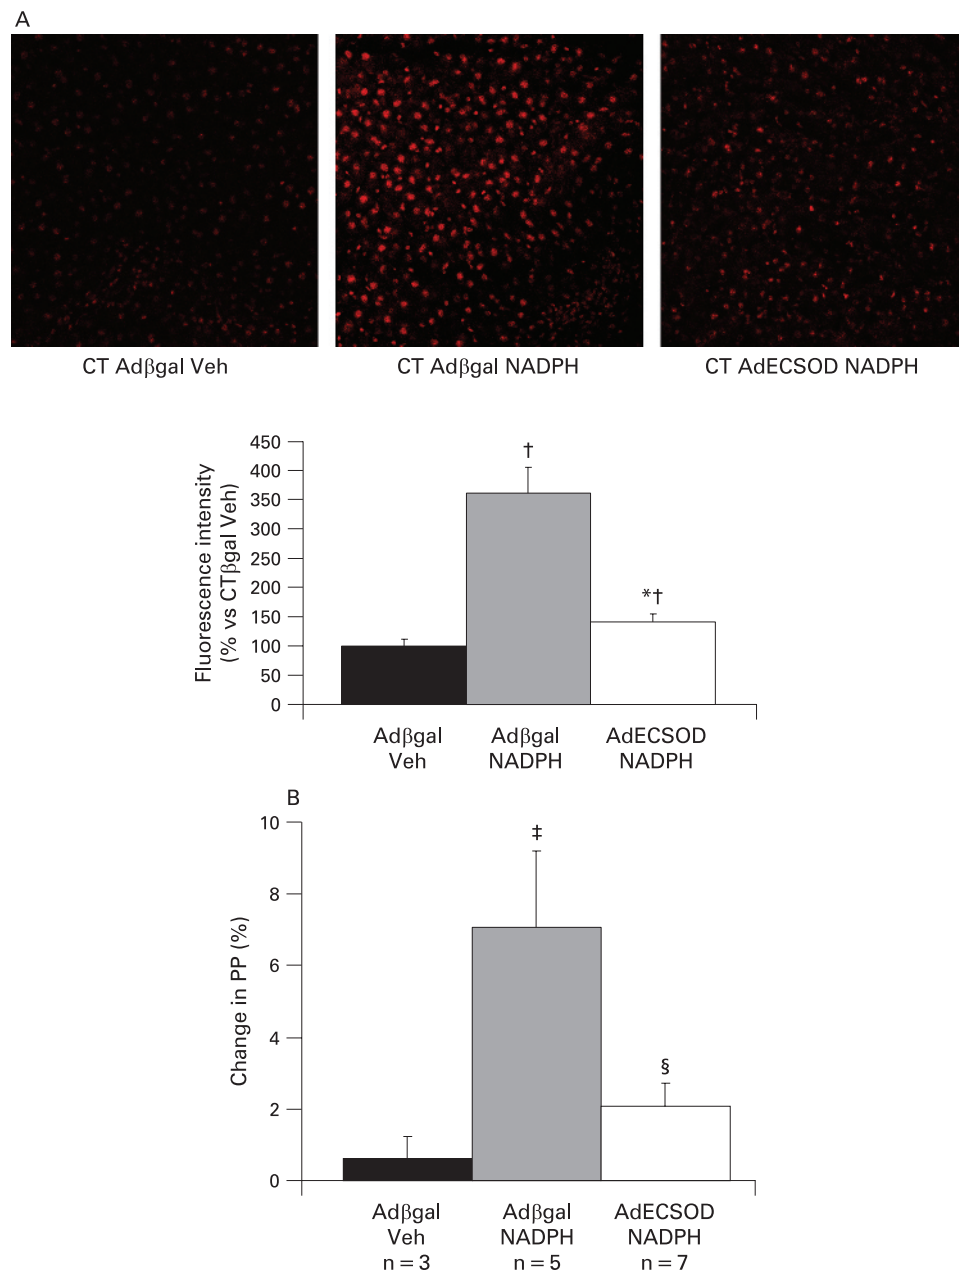 A
CT Adβgal Veh
CT Adβgal NADPH
CT AdECSOD NADPH
Fluorescence intensity
(% vs CTβgal Veh)
450
400
350
300
250
200
150
100
50
0
†
*†
Adβgal
Veh
Adβgal
NADPH
AdECSOD
NADPH
B
Change in PP (%)
10
8
6
4
2
0
‡
§
Adβgal
Veh
n = 3
Adβgal
NADPH
n = 5
AdECSOD
NADPH
n = 7